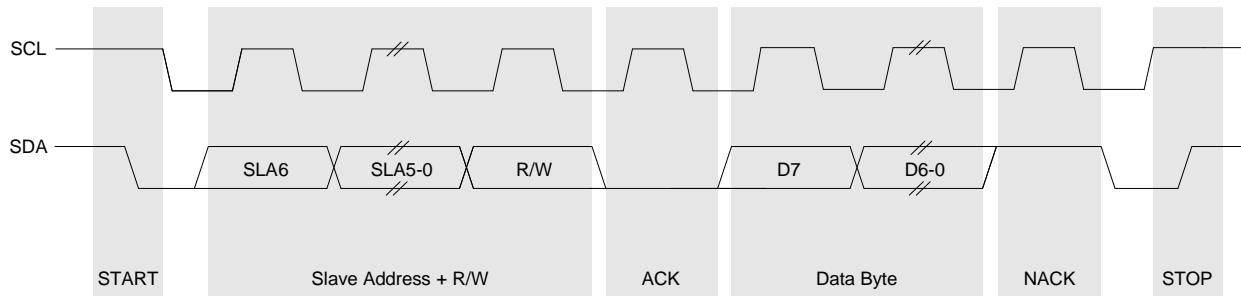 SCL
SDA
SLA6
SLA5-0
R/W
D7
D6-0
START
Slave Address + R/W
ACK
Data Byte
NACK
STOP